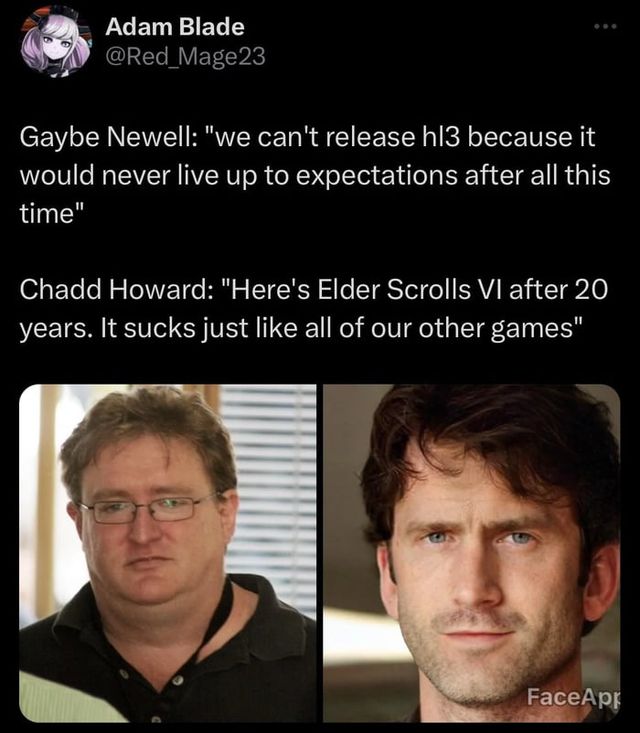 Adam Blade
@Red_Mage23
Gaybe Newell: "we can't release hl3 because it
would never live up to expectations after all this
time"
Chadd Howard: "Here's Elder Scrolls VI after 20
years. It sucks just like all of our other games"
FaceApp